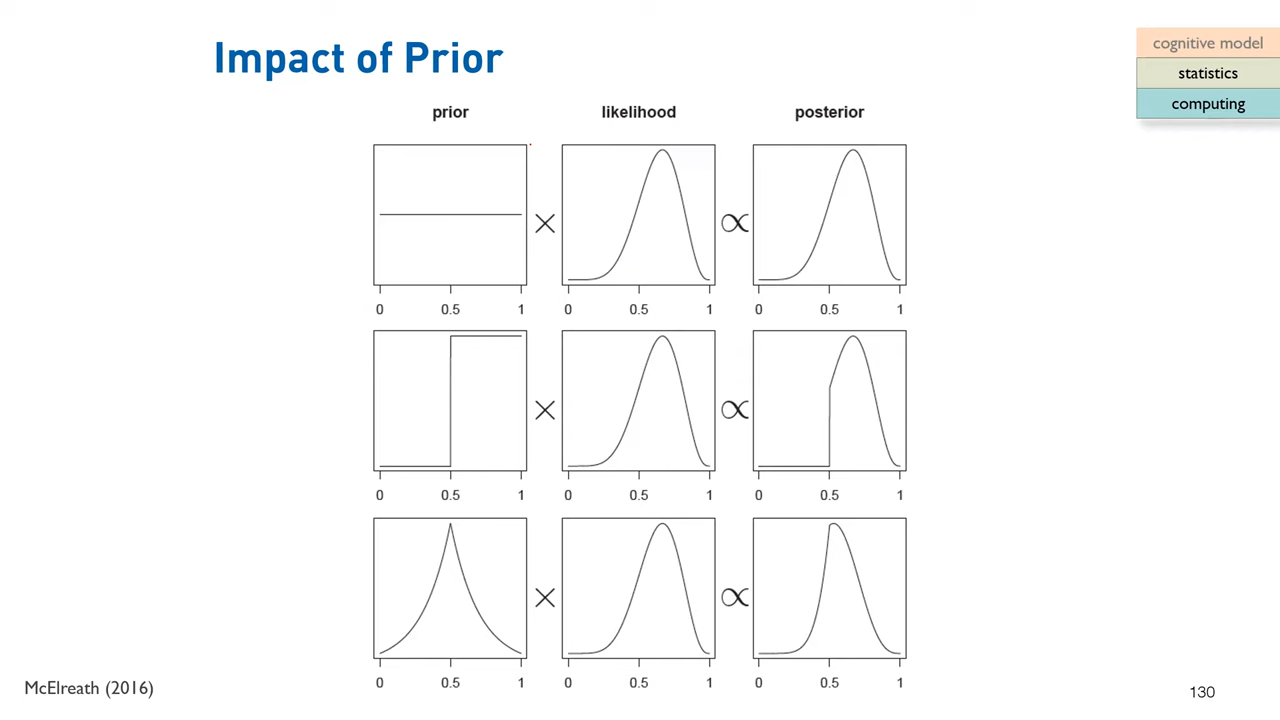 Impact of Prior
cognitive model
statistics
computing
prior
likelihood
posterior
× ∝
0 0.5 1 0 0.5 1 0 0.5 1
× ∝
0 0.5 1 0 0.5 1 0 0.5 1
× ∝
0 0.5 1 0 0.5 1 0 0.5 1
McElreath (2016)
130